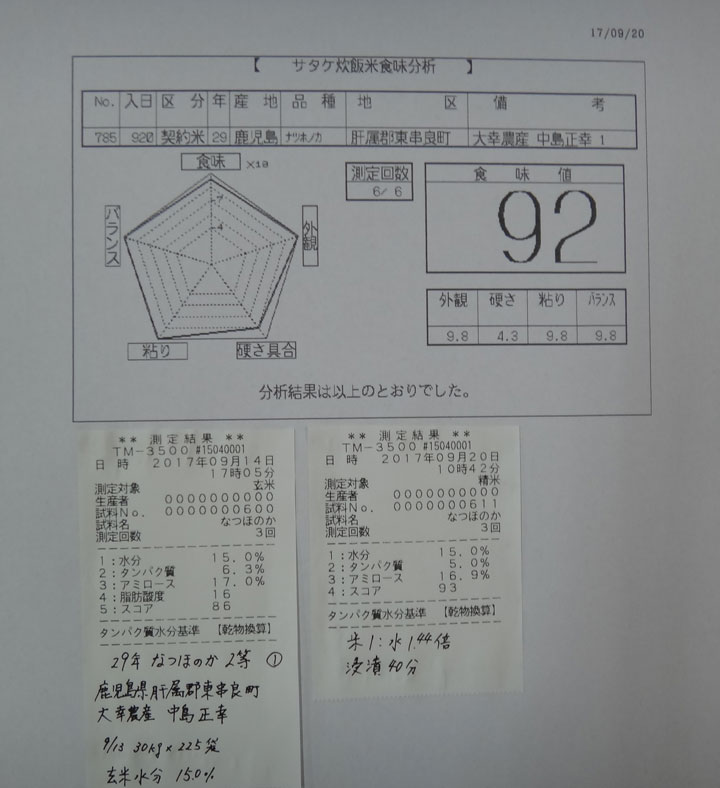 17/09/20
【 サタケ炊飯米食味分析 】
No. 入日 区分 年 産地 品種 地区 備考
785 920 契約米 29 鹿児島 ナツホノカ 肝属郡東串良町 大幸農産 中島正幸 1
食味 ×10
7
4
外観
硬さ具合
粘り
バランス
測定回数
6/ 6
食味値
92
外観 硬さ 粘り バランス
9.8 4.3 9.8 9.8
分析結果は以上のとおりでした。
** 測定結果 **
TM-3500 #15040001
日時 2017年09月14日
17時05分
測定対象 玄米
生産者 0000000000
試料No. 0000000600
試料名 なつほのか
測定回数 3回
1:水分 15.0%
2:タンパク質 6.3%
3:アミロース 17.0%
4:脂肪酸度 16
5:スコア 86
タンパク質水分基準 【乾物換算】
29年 なつほのか 2等 ①
鹿児島県肝属郡東串良町
大幸農産 中島正幸
9/13 30kg×225袋
玄米水分 15.0%
** 測定結果 **
TM-3500 #15040001
日時 2017年09月20日
10時42分
測定対象 精米
生産者 0000000000
試料No. 0000000611
試料名 なつほのか
測定回数 3回
1:水分 15.0%
2:タンパク質 5.0%
3:アミロース 16.9%
4:スコア 93
タンパク質水分基準 【乾物換算】
米1:水1.44倍
浸漬40分